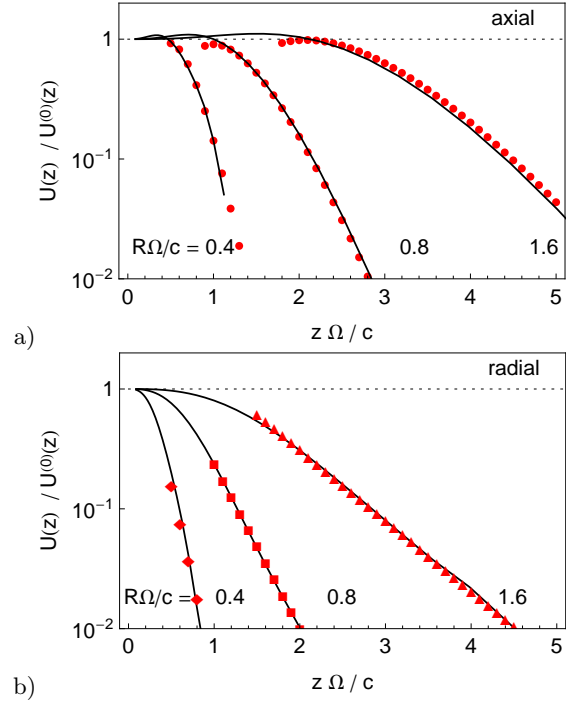 axial
1
10⁻¹
10⁻²
U(z) / U⁽⁰⁾(z)
RΩ/c = 0.4
0.8
1.6
0 1 2 3 4 5
z Ω / c
a)
radial
1
10⁻¹
10⁻²
U(z) / U⁽⁰⁾(z)
RΩ/c = 0.4
0.8
1.6
0 1 2 3 4 5
z Ω / c
b)